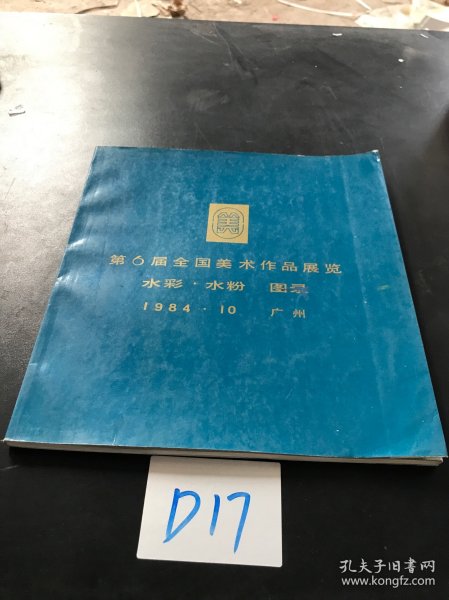 美
第6届全国美术作品展览
水彩·水粉 图录
1984·10 广州
D17
孔夫子旧书网
www.kongfz.com